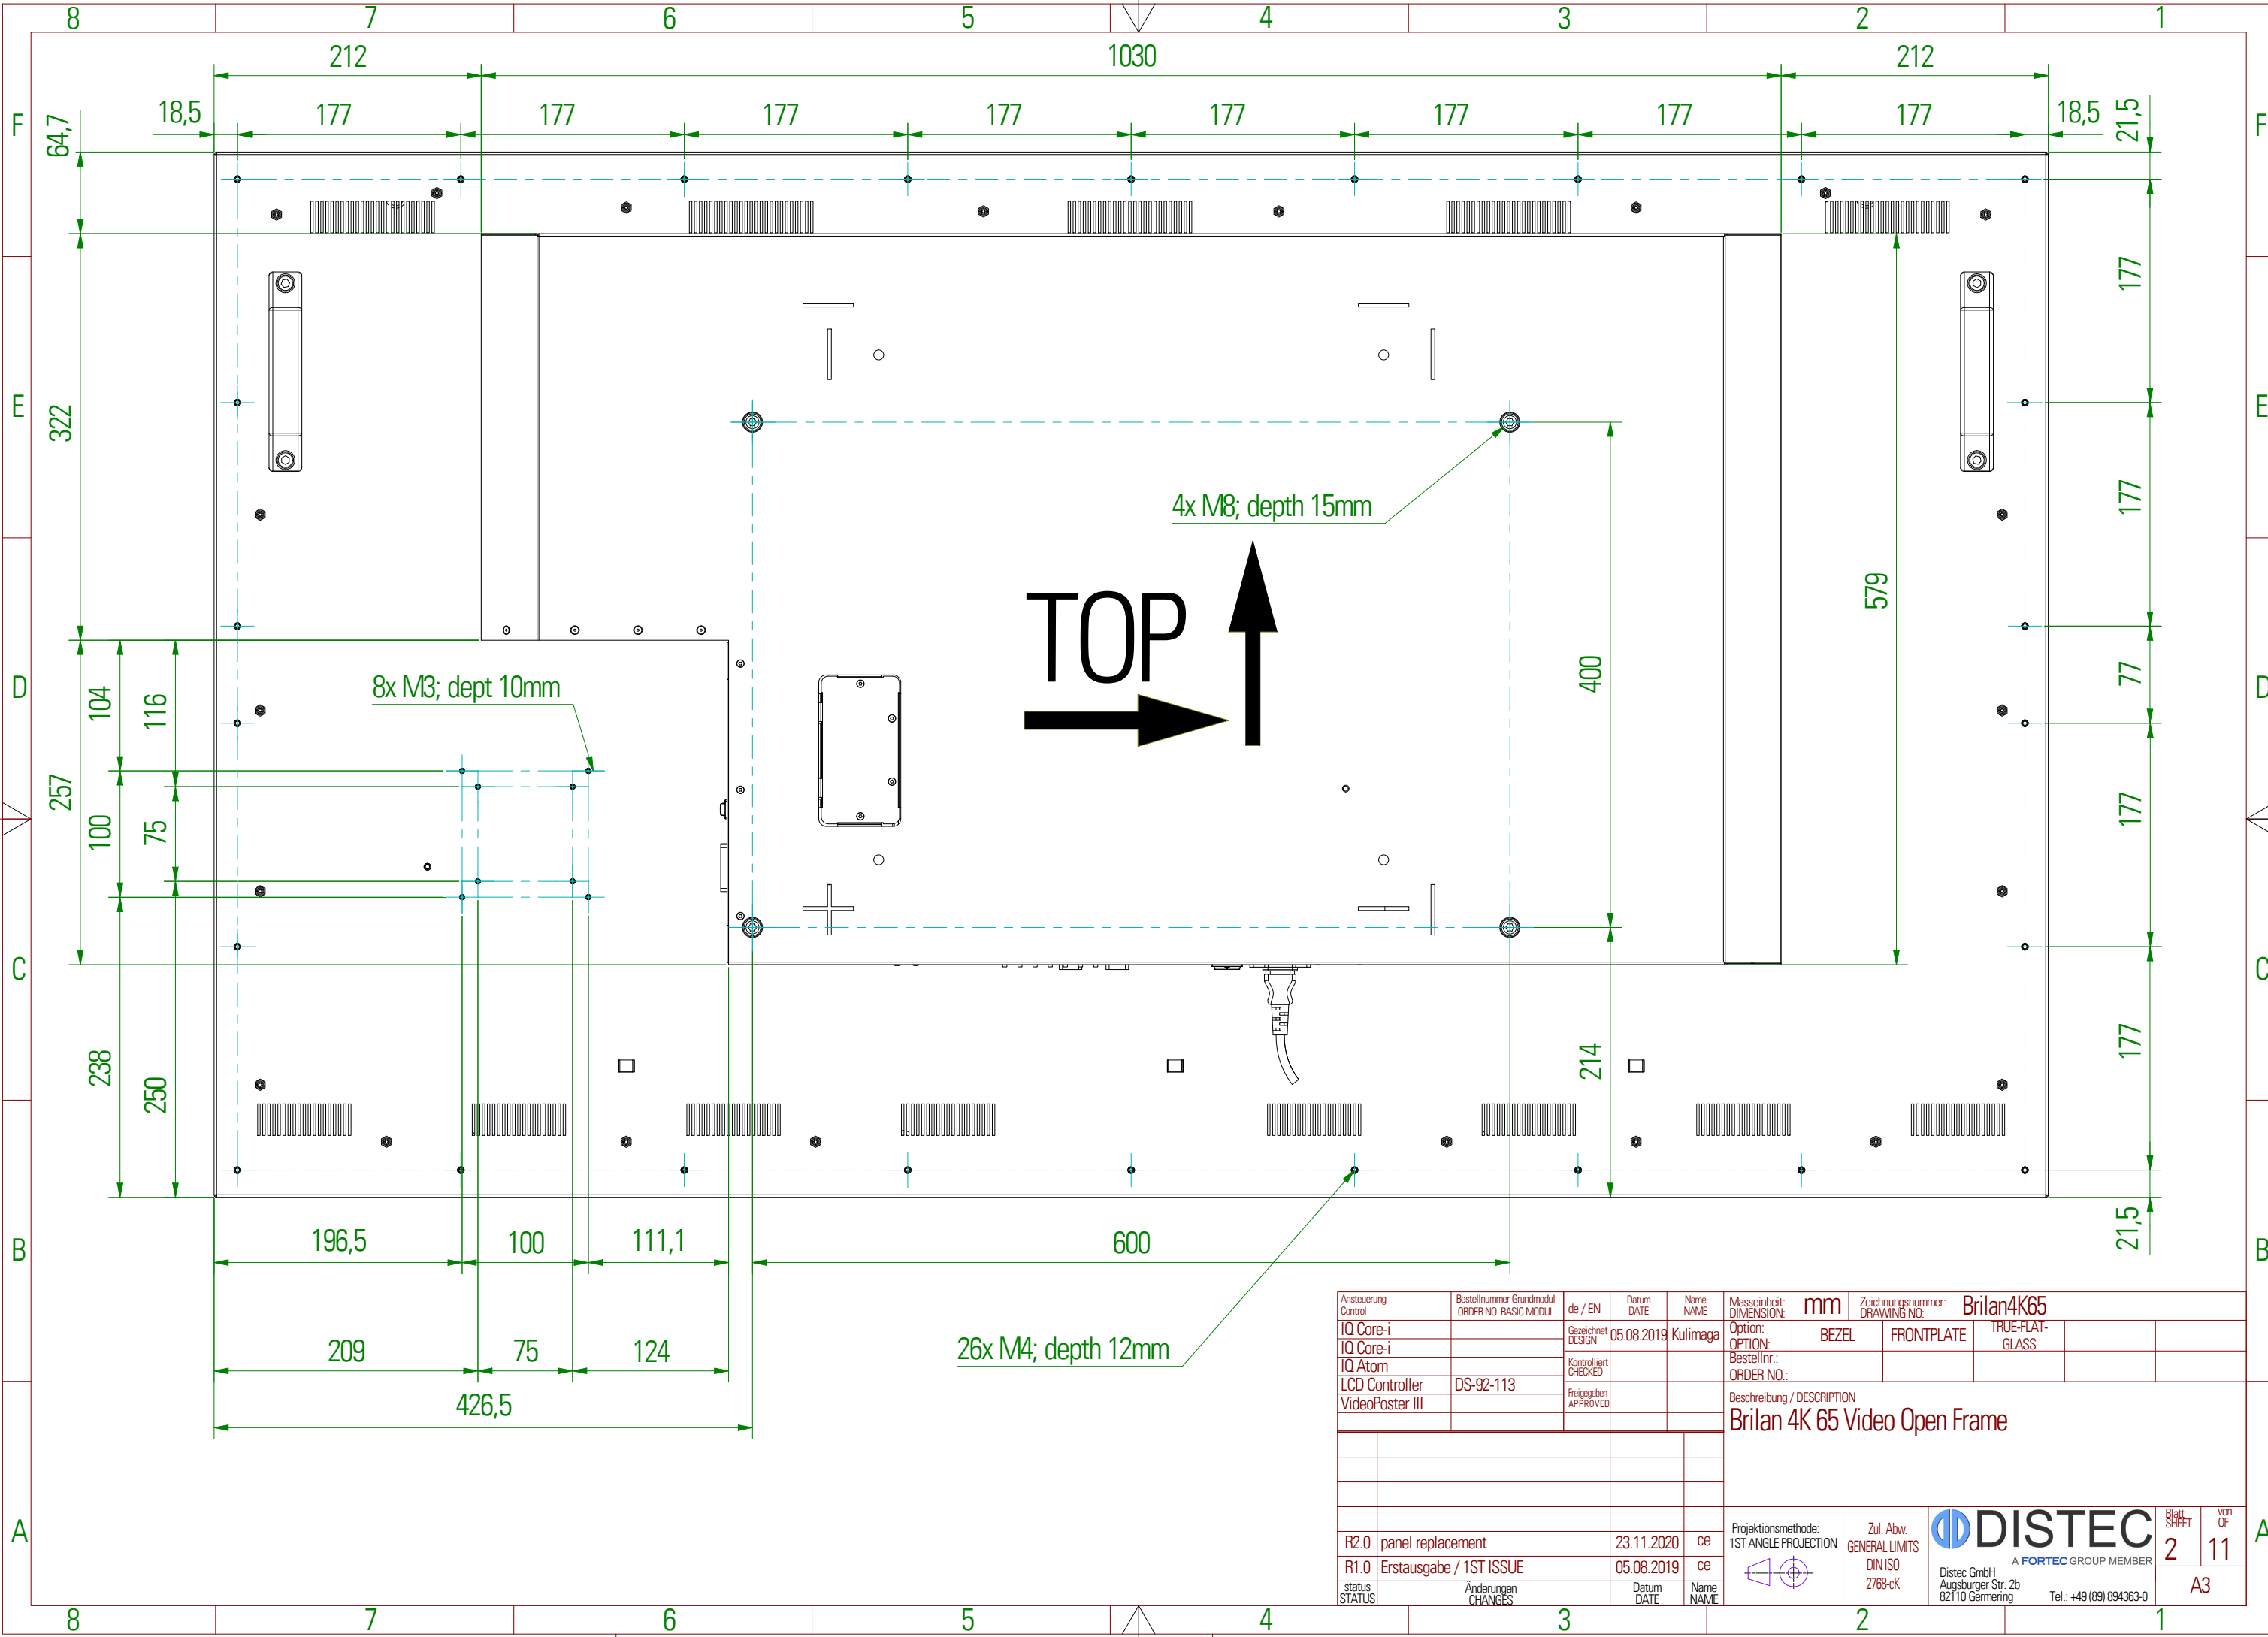 8 7 6 5 4 3 2 1
212 1030 212
18,5 177 177 177 177 177 177 177 177 18,5
F 64,7 21,5 F
177
E 322 E
4x M8; depth 15mm
177
TOP
579
400
D 104 116 8x M3; dept 10mm 77 D
257
100 75 177
C C
238 250 214 177
B 196,5 100 111,1 600 21,5 B
209 75 124 26x M4; depth 12mm
426,5
Ansteuerung Bestellnummer Grundmodul de / EN Datum Name Masseinheit: mm Zeichnungsnummer: Brilan4K65
Control ORDER NO. BASIC MODUL DATE NAME DIMENSION: DRAWING NO:
IQ Core-i Gezeichnet 05.08.2019 Kulimaga Option: BEZEL FRONTPLATE TRUE-FLAT-
IQ Core-i DESIGN OPTION: GLASS
IQ Atom Kontrolliert Bestellnr.:
CHECKED ORDER NO.:
LCD Controller DS-92-113 Freigegeben
VideoPoster III APPROVED
Beschreibung / DESCRIPTION
Brilan 4K 65 Video Open Frame
A A
R2.0 panel replacement 23.11.2020 ce
R1.0 Erstausgabe / 1ST ISSUE 05.08.2019 ce
status Änderungen Datum Name
STATUS CHANGES DATE NAME
Projektionsmethode:
1ST ANGLE PROJECTION
Zul. Abw.
GENERAL LIMITS
DIN ISO
2768-cK
DISTEC
A FORTEC GROUP MEMBER
Distec GmbH
Augsburger Str. 2b
82110 Germering Tel.: +49 (89) 894363-0
Blatt von
SHEET OF
2 11
A3
8 7 6 5 4 3 2 1